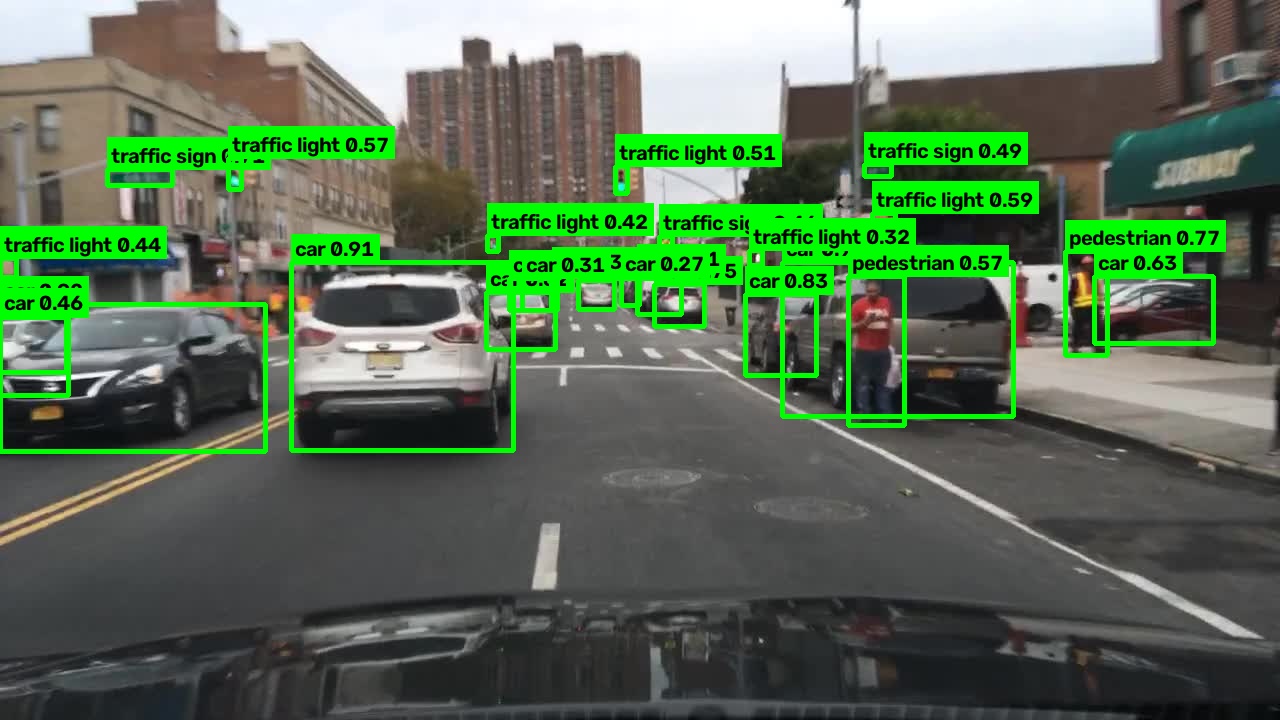 traffic light 0.57
traffic sign 0.71
traffic light 0.51
traffic sign 0.49
SUBWAY
traffic light 0.59
traffic light 0.42
traffic light 0.32
pedestrian 0.77
traffic light 0.44
car 0.91
car 0.31
car 0.27
pedestrian 0.57
car 0.63
car 0.83
car 0.46